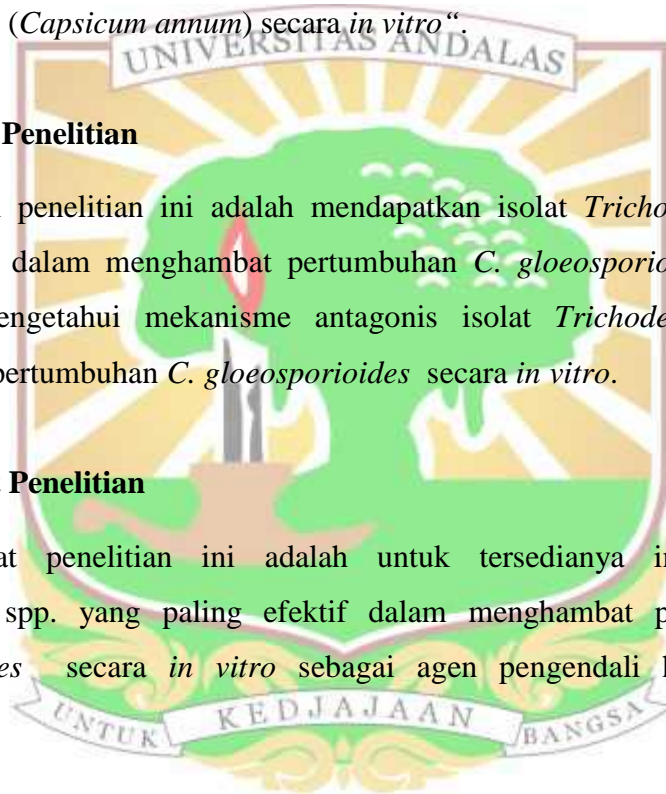 (Capsicum annum) secara in vitro“.
UNIVERSITAS ANDALAS
Penelitian
penelitian ini adalah mendapatkan isolat Tricho
dalam menghambat pertumbuhan C. gloeosporio
engetahui mekanisme antagonis isolat Trichode
pertumbuhan C. gloeosporioides secara in vitro.
Penelitian
at penelitian ini adalah untuk tersedianya i
spp. yang paling efektif dalam menghambat p
es secara in vitro sebagai agen pengendali
UNTUK KEDJAJAAN BANGSA